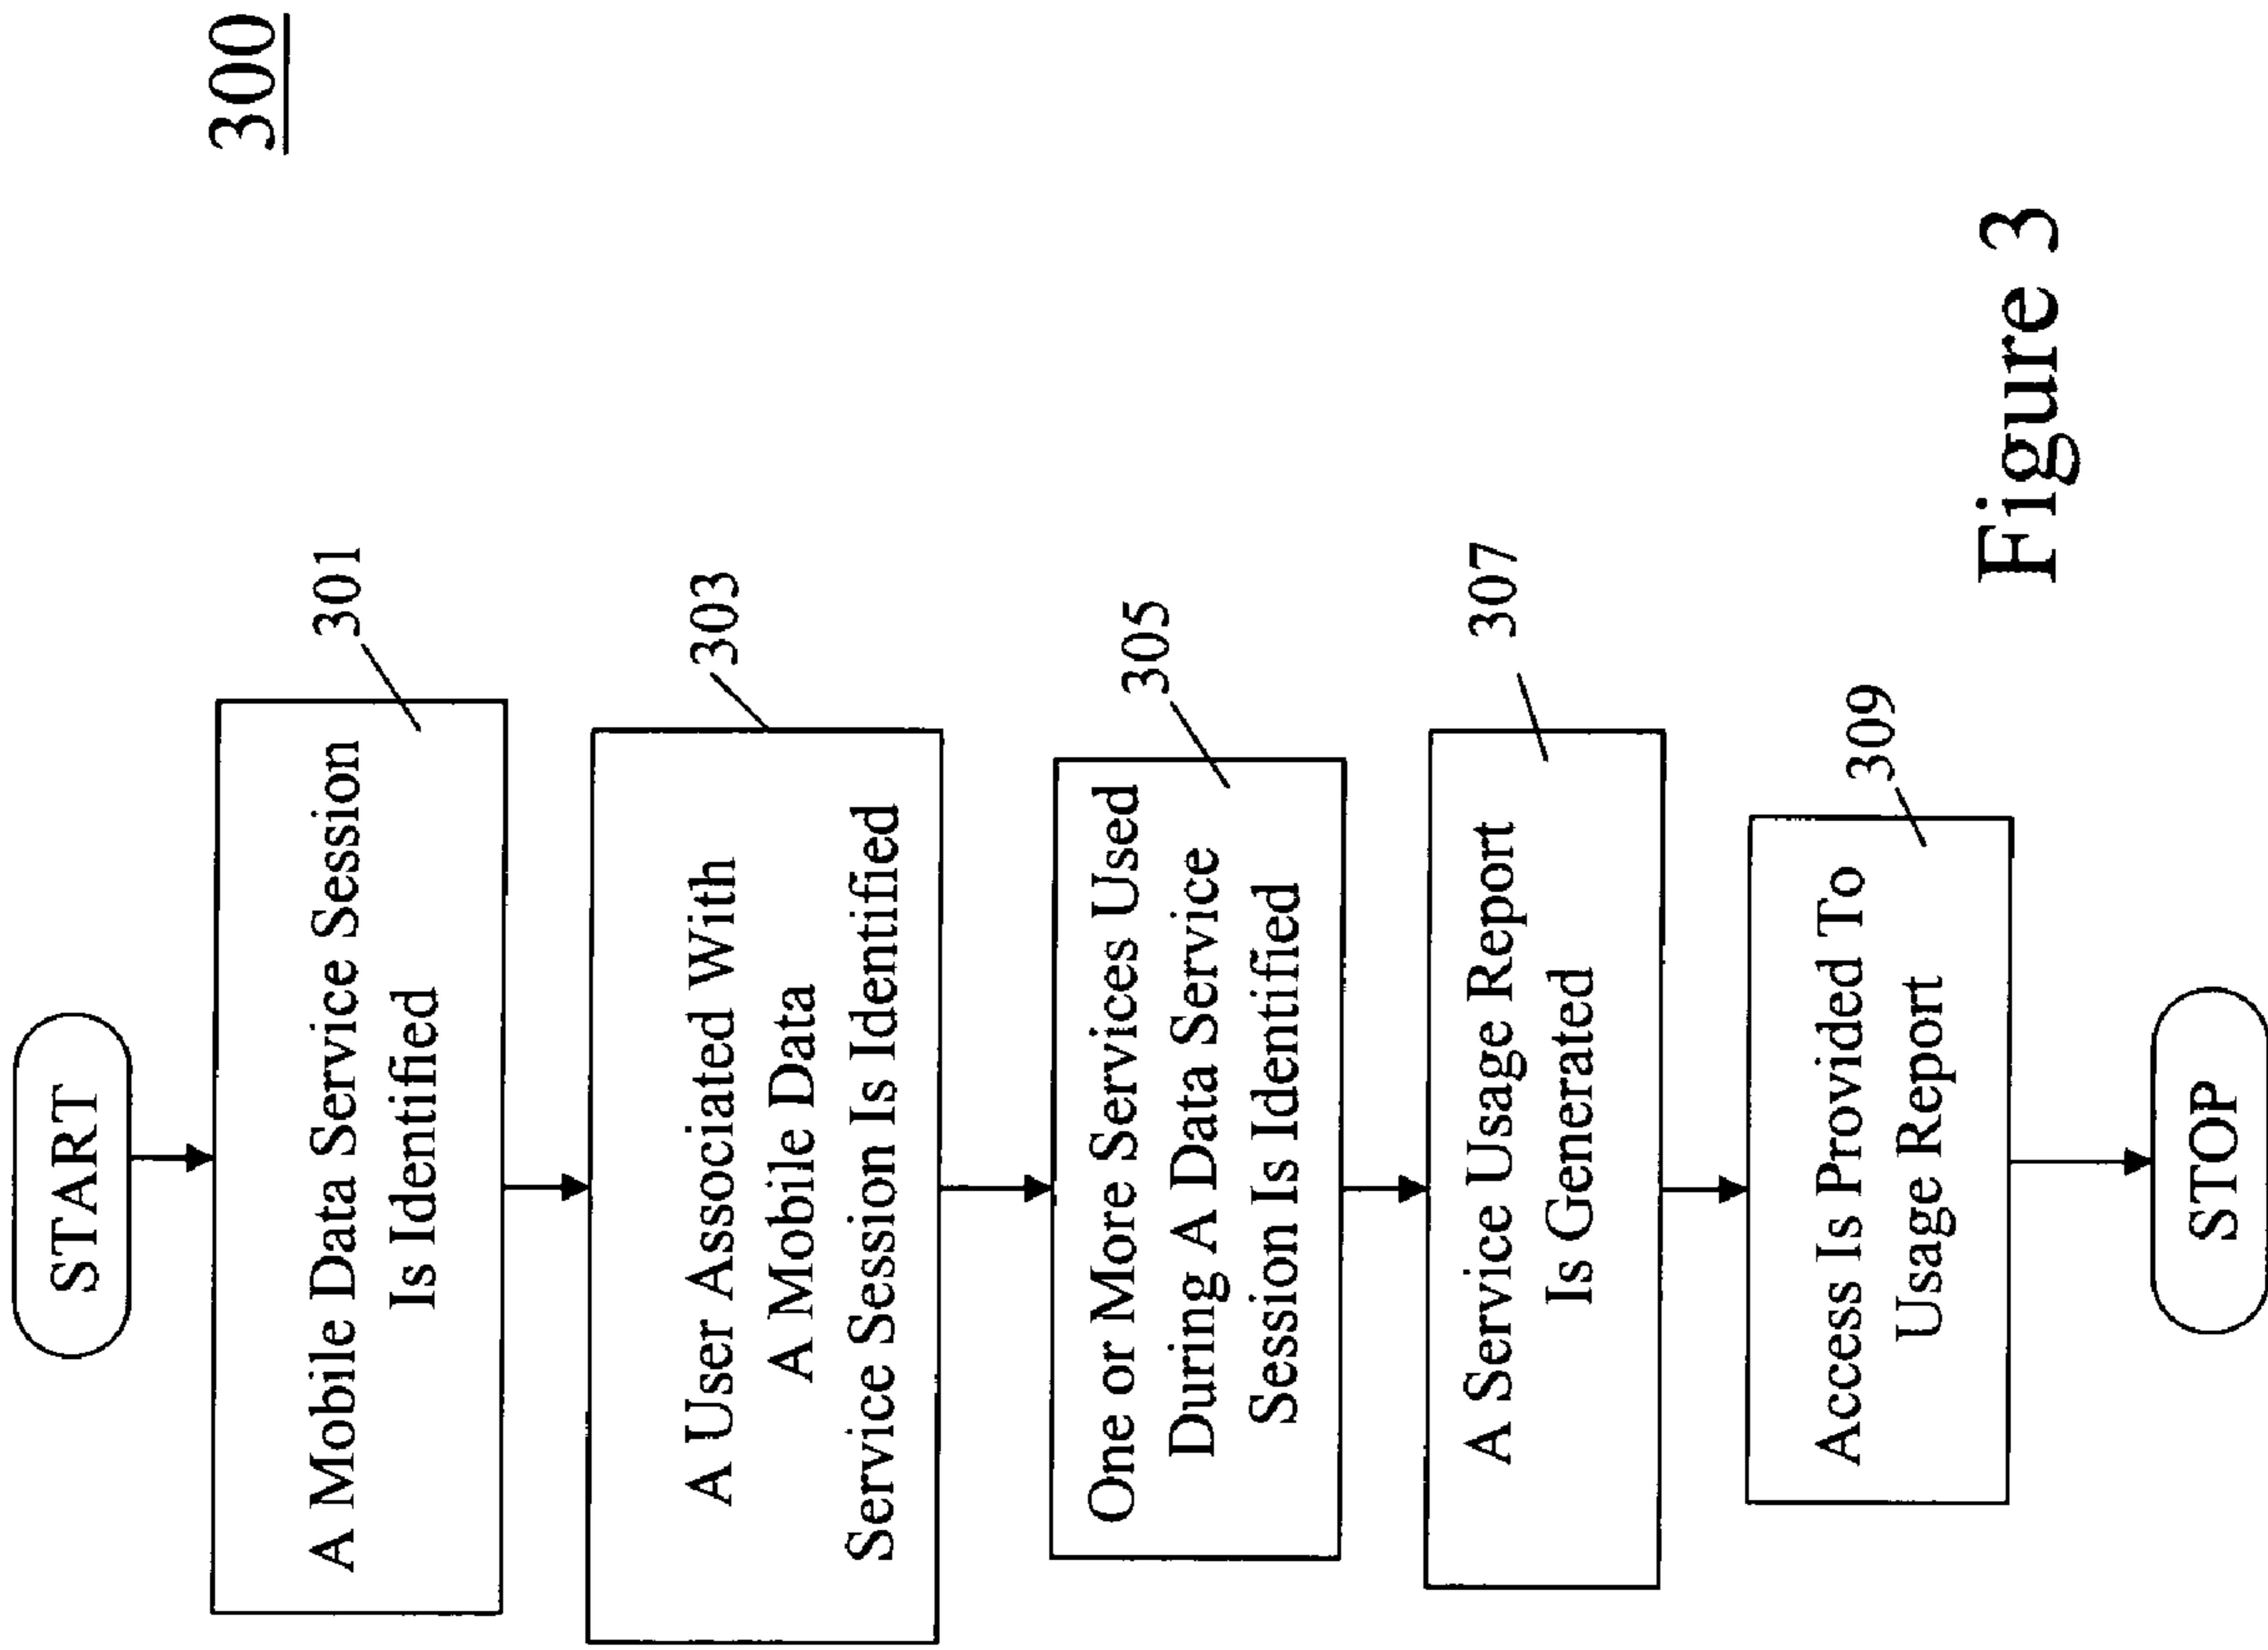 300
START
A Mobile Data Service Session
Is Identified
301
A User Associated With
A Mobile Data
Service Session Is Identified
303
One or More Services Used
During A Data Service
Session Is Identified
305
A Service Usage Report
Is Generated
307
Access Is Provided To
Usage Report
309
STOP
Figure 3